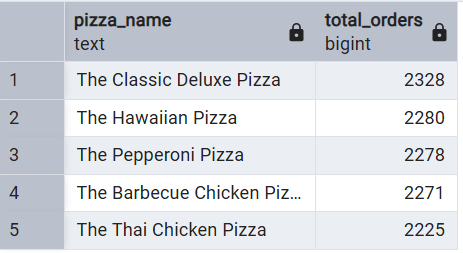 pizza_name total_orders
text bigint
1 The Classic Deluxe Pizza 2328
2 The Hawaiian Pizza 2280
3 The Pepperoni Pizza 2278
4 The Barbecue Chicken Piz... 2271
5 The Thai Chicken Pizza 2225